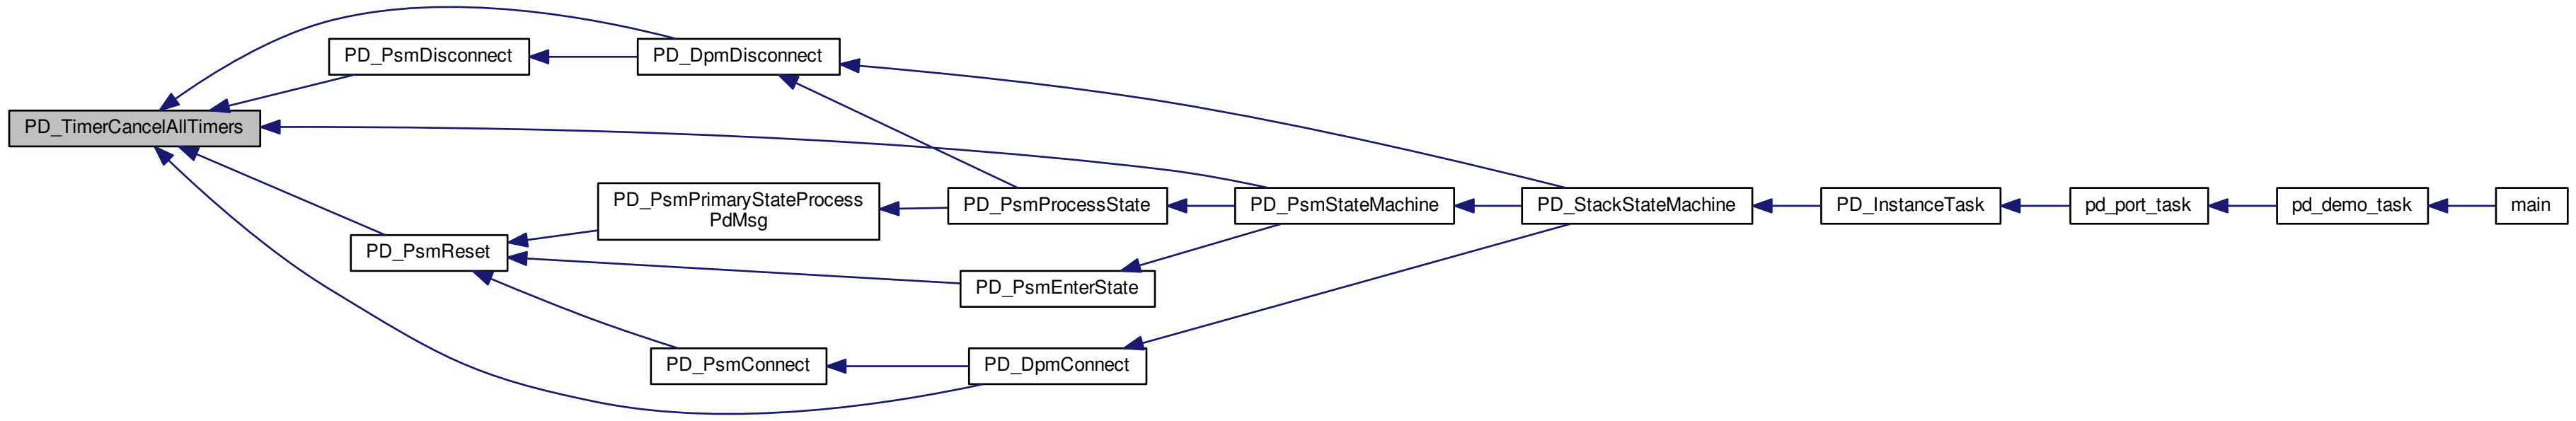 PD_PsmDisconnect
PD_DpmDisconnect
PD_TimerCancelAllTimers
PD_PsmPrimaryStateProcess
PdMsg
PD_PsmProcessState
PD_PsmStateMachine
PD_StackStateMachine
PD_InstanceTask
pd_port_task
pd_demo_task
main
PD_PsmReset
PD_PsmEnterState
PD_PsmConnect
PD_DpmConnect